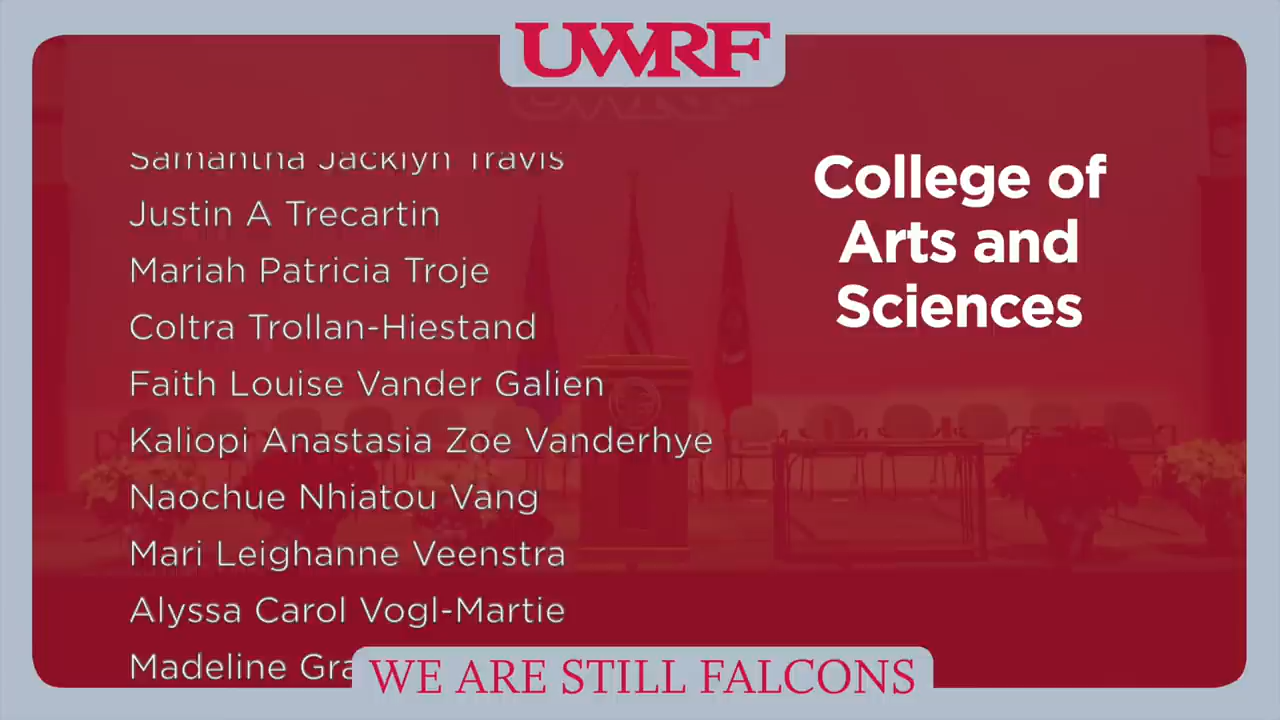 UWRF
Samantha Jacklyn Travis
Justin A Trecartin
Mariah Patricia Troje
Coltra Trollan-Hiestand
Faith Louise Vander Galien
Kaliopi Anastasia Zoe Vanderhye
Naochue Nhiatou Vang
Mari Leighanne Veenstra
Alyssa Carol Vogl-Martie
Madeline
College of
Arts and
Sciences
WE ARE STILL FALCONS